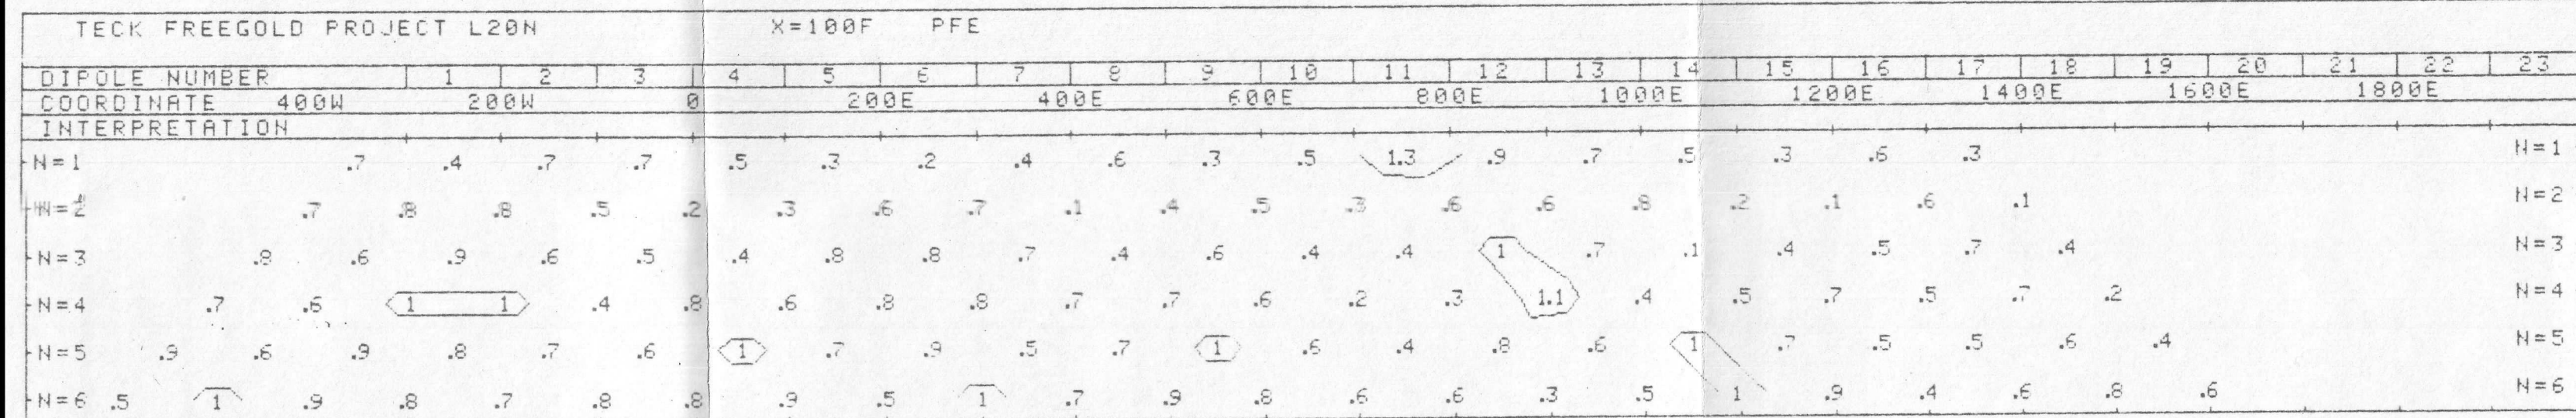 TECK FREEGOLD PROJECT L20N X=100F PFE
DIPOLE NUMBER 1 2 3 4 5 6 7 8 9 10 11 12 13 14 15 16 17 18 19 20 21 22 23
COORDINATE 400W 200W 0 200E 400E 600E 800E 1000E 1200E 1400E 1600E 1800E
INTERPRETATION
N=1 .7 .4 .7 .7 .5 .3 .2 .4 .6 .3 .5 1.3 .9 .7 .5 .3 .6 .3 N=1
N=2 .7 .8 .8 .5 .2 .3 .6 .7 .1 .4 .5 .3 .6 .6 .8 .2 .1 .6 .1 N=2
N=3 .8 .6 .9 .6 .5 .4 .8 .8 .7 .4 .6 .4 .4 1 .7 .1 .4 .5 .7 .4 N=3
N=4 .7 .6 1 1 .4 .8 .6 .8 .8 .7 .7 .6 .2 .3 1.1 .4 .5 .7 .5 .7 .2 N=4
N=5 .9 .6 .9 .8 .7 .6 1 .7 .9 .5 .7 1 .6 .4 .8 .6 1 .7 .5 .5 .6 .4 N=5
N=6 .5 1 .9 .8 .7 .8 .8 .9 .5 1 .7 .9 .8 .6 .6 .3 .5 1 .9 .4 .6 .8 .6 N=6